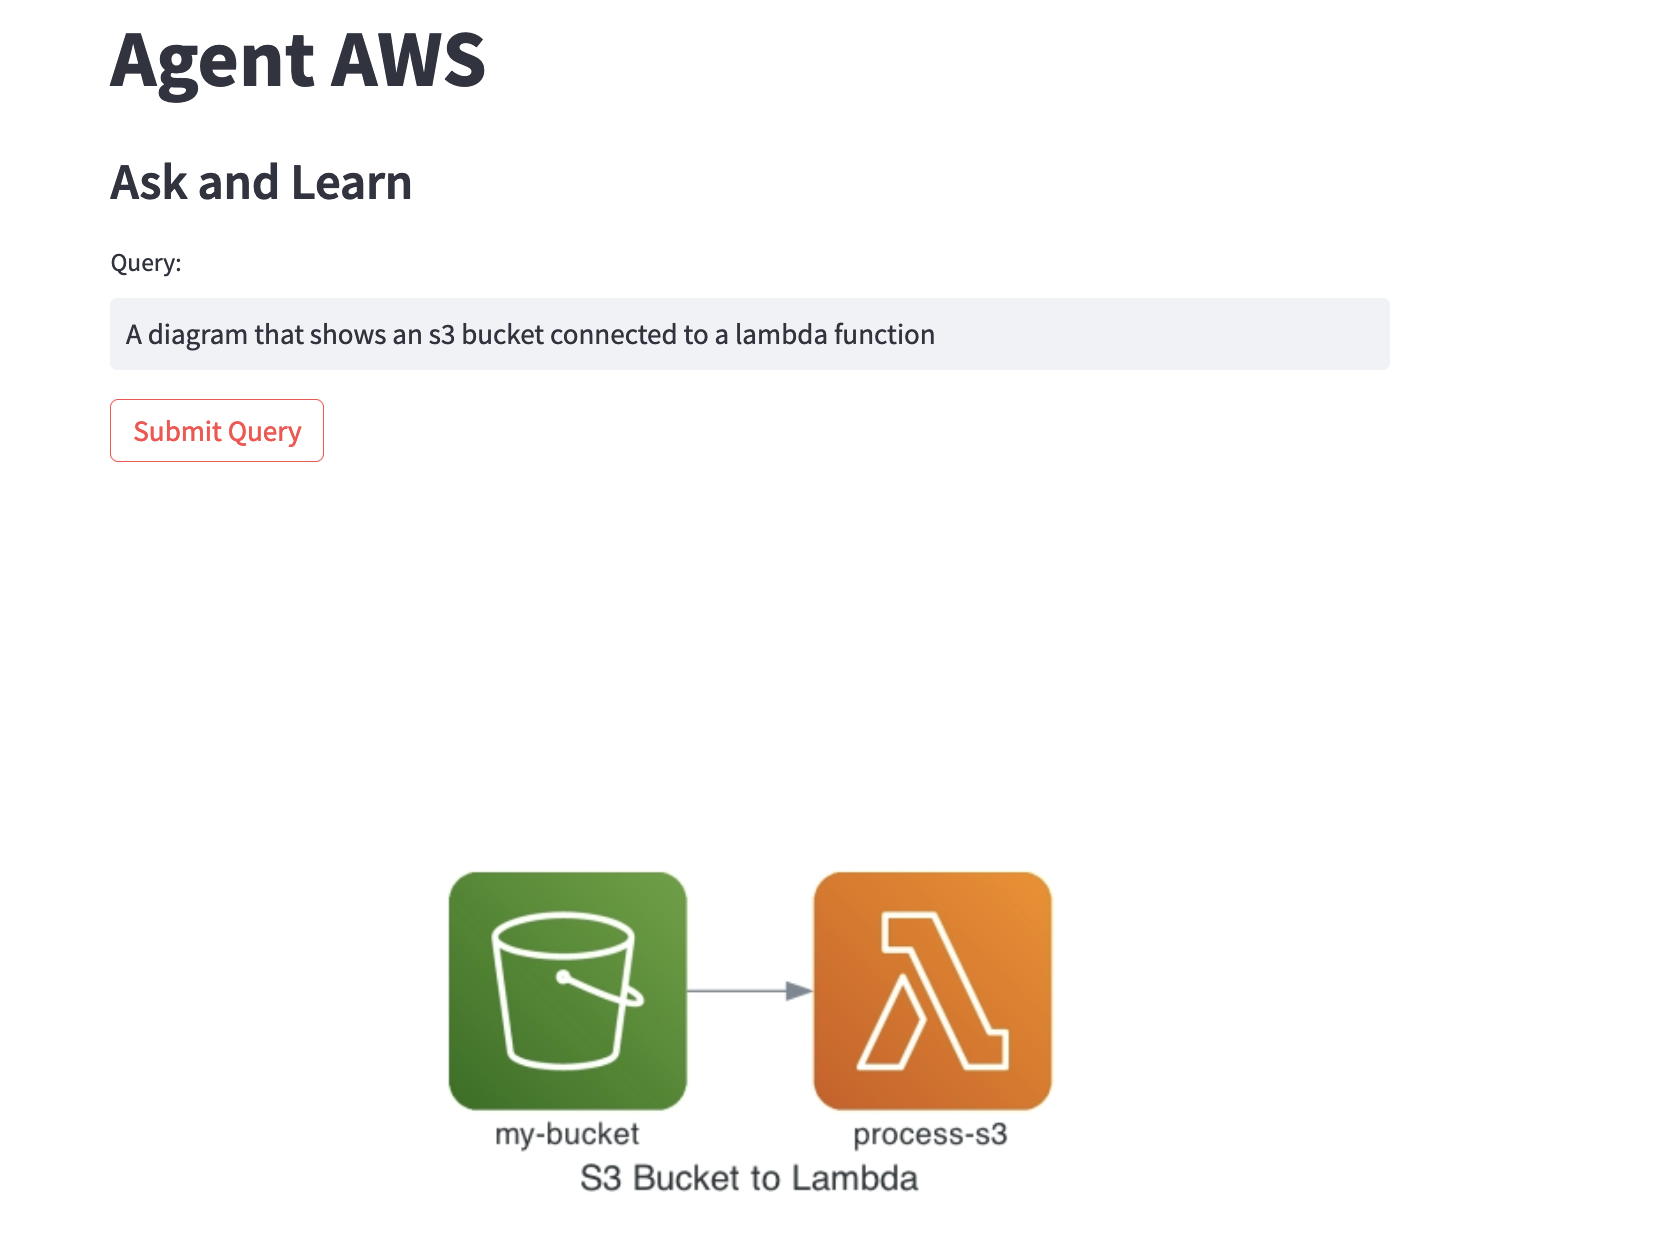 Agent AWS
Ask and Learn
Query:
A diagram that shows an s3 bucket connected to a lambda function
Submit Query
my-bucket process-s3
S3 Bucket to Lambda